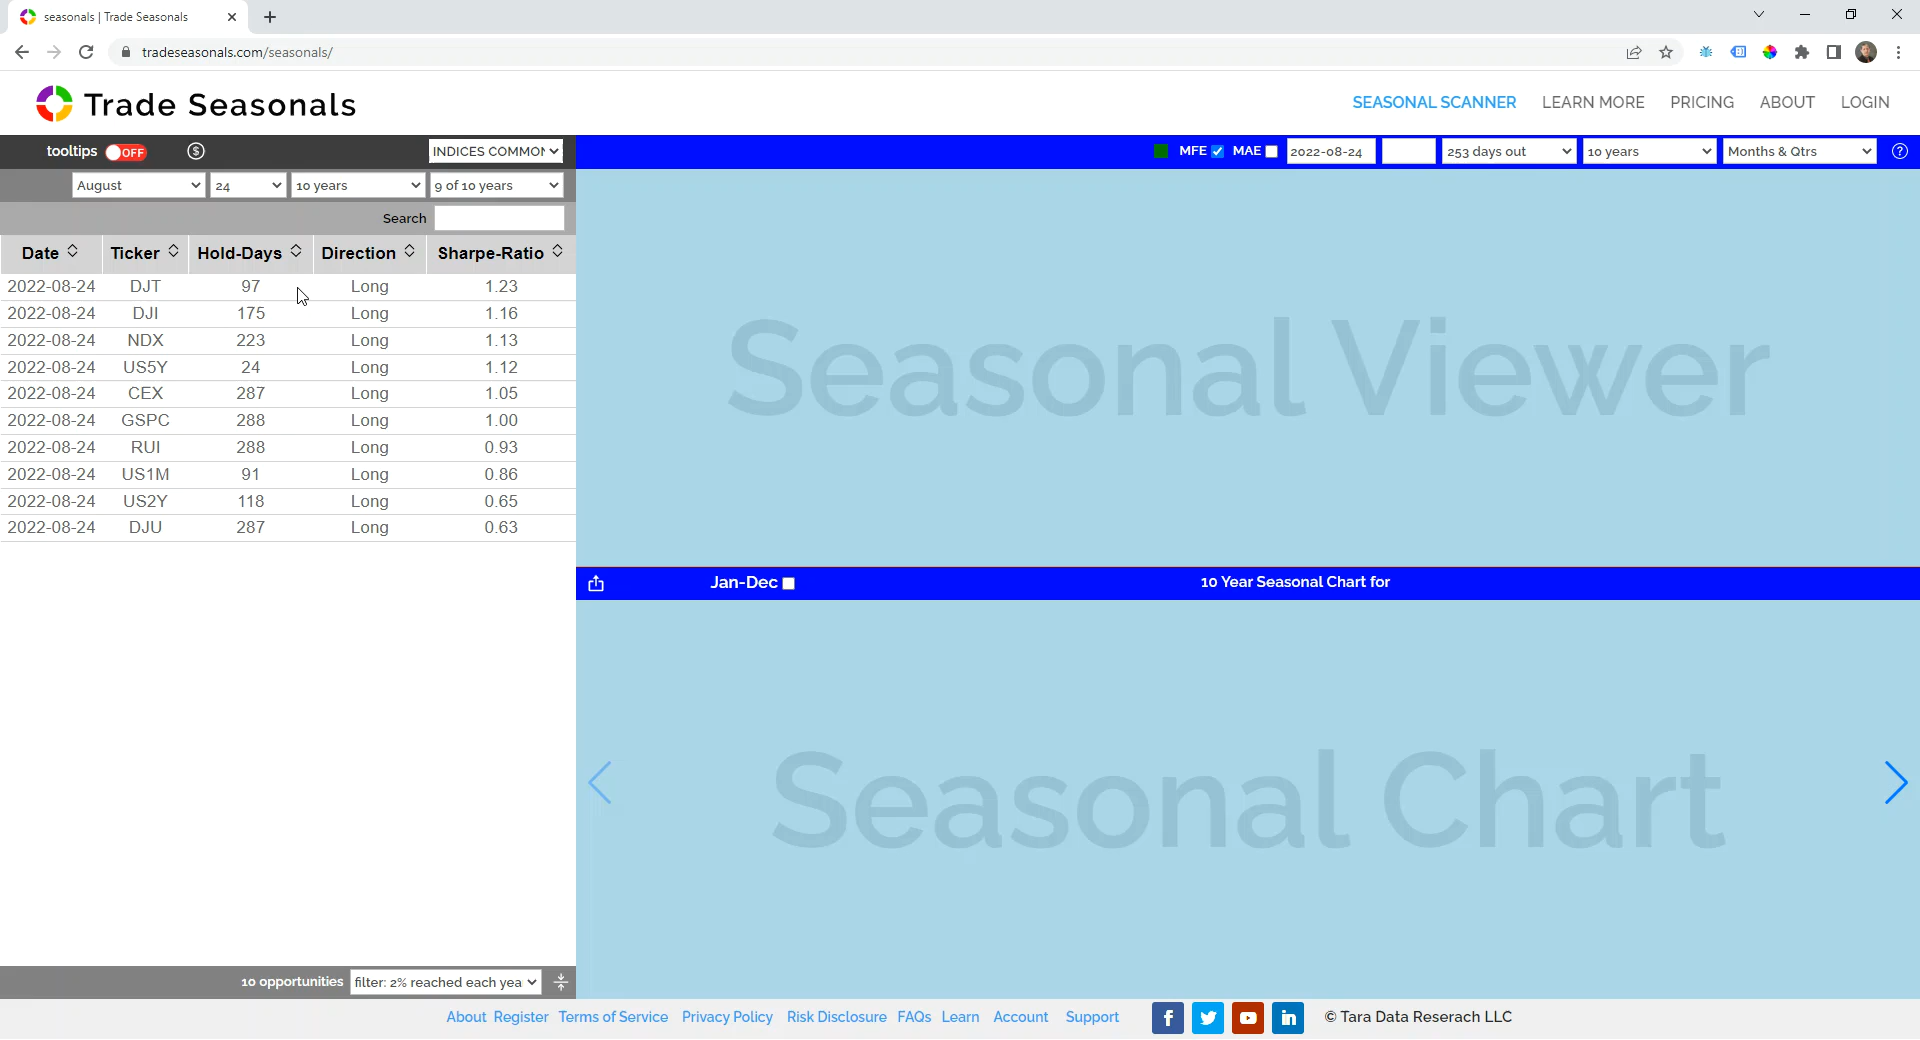 seasonals | Trade Seasonals
tradeseasonals.com/seasonals/
Trade Seasonals
SEASONAL SCANNER LEARN MORE PRICING ABOUT LOGIN
tooltips OFF $ INDICES COMMON
MFE MAE 2022-08-24 253 days out 10 years Months & Qtrs ?
August 24 10 years 9 of 10 years
Search
Date Ticker Hold-Days Direction Sharpe-Ratio
2022-08-24 DJT 97 Long 1.23
2022-08-24 DJI 175 Long 1.16
2022-08-24 NDX 223 Long 1.13
2022-08-24 US5Y 24 Long 1.12
2022-08-24 CEX 287 Long 1.05
2022-08-24 GSPC 288 Long 1.00
2022-08-24 RUI 288 Long 0.93
2022-08-24 US1M 91 Long 0.86
2022-08-24 US2Y 118 Long 0.65
2022-08-24 DJU 287 Long 0.63
Seasonal Viewer
Jan-Dec 10 Year Seasonal Chart for
Seasonal Chart
10 opportunities filter: 2% reached each yea
About Register Terms of Service Privacy Policy Risk Disclosure FAQs Learn Account Support f in © Tara Data Reserach LLC